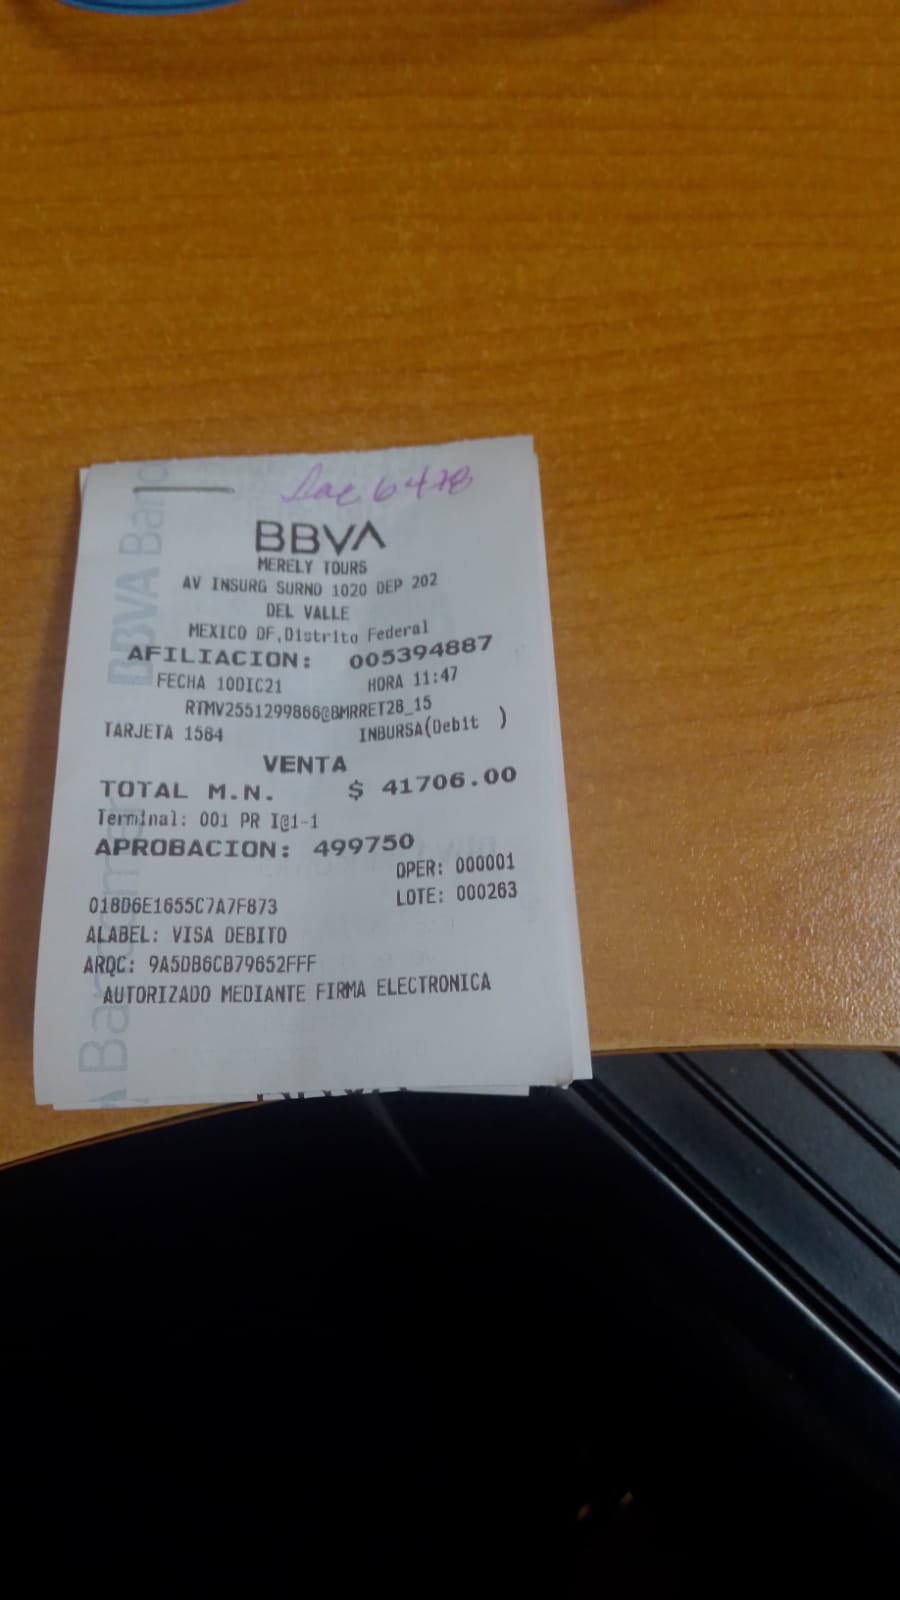 6478
BBVA
MERELY TOURS
AV INSURG SURNO 1020 DEP 202
DEL VALLE
MEXICO DF,Distrito Federal
AFILIACION: 005394887
FECHA 10DIC21 HORA 11:47
RTMV2551299866@BMRRET28_15
TARJETA 1584 INBURSA(Debit )
VENTA
TOTAL M.N. $ 41706.00
Terminal: 001 PR I@1-1
APROBACION: 499750
OPER: 000001
018D6E1655C7A7F873 LOTE: 000263
ALABEL: VISA DEBITO
ARQC: 9A5DB6CB79652FFF
AUTORIZADO MEDIANTE FIRMA ELECTRONICA
BBVA Bancomer